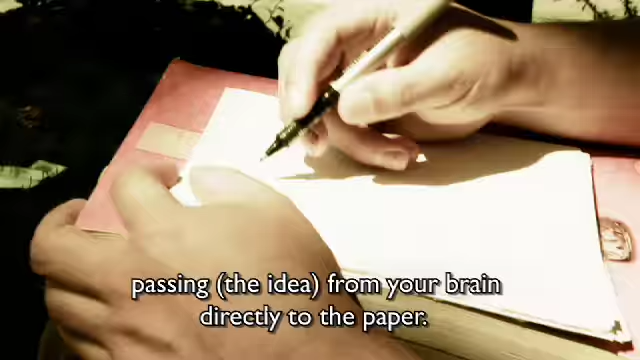 passing (the idea) from your brain
directly to the paper.